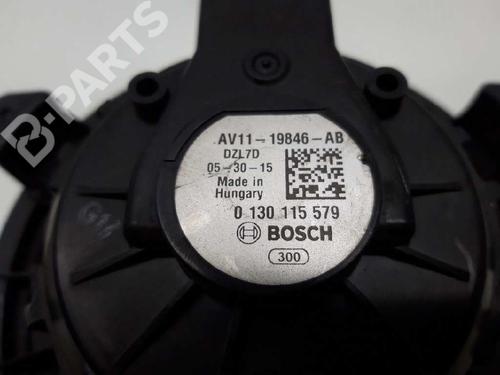 B-PARTS
AV11-19846-AB
DZL7D
05-30-15
Made in
Hungary
0 130 115 579
BOSCH
300